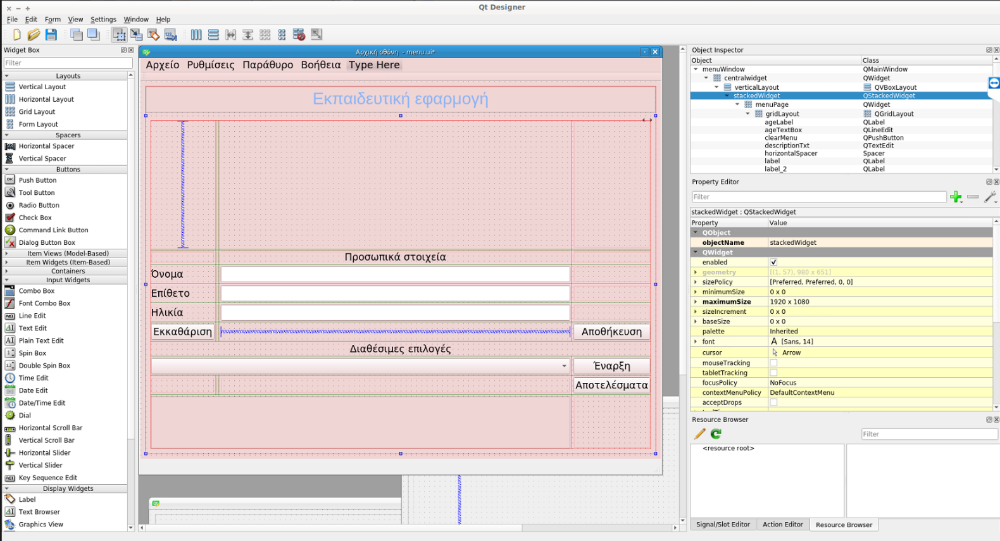 Qt Designer
File Edit Form View Settings Window Help
Widget Box
Filter
Layouts
Vertical Layout
Horizontal Layout
Grid Layout
Form Layout
Spacers
Horizontal Spacer
Vertical Spacer
Buttons
Push Button
Tool Button
Radio Button
Check Box
Command Link Button
Dialog Button Box
Item Views (Model-Based)
Item Widgets (Item-Based)
Containers
Input Widgets
Combo Box
Font Combo Box
Line Edit
Text Edit
Plain Text Edit
Spin Box
Double Spin Box
Time Edit
Date Edit
Date/Time Edit
Dial
Horizontal Scroll Bar
Vertical Scroll Bar
Horizontal Slider
Vertical Slider
Key Sequence Edit
Display Widgets
Label
Text Browser
Graphics View
Αρχική οθόνη - menu.ui*
Αρχείο Ρυθμίσεις Παράθυρο Βοήθεια Type Here
Εκπαιδευτική εφαρμογή
Προσωπικά στοιχεία
Όνομα
Επίθετο
Ηλικία
Εκκαθάριση Αποθήκευση
Διαθέσιμες επιλογές
Έναρξη
Αποτελέσματα
Object Inspector
Object Class
menuWindow QMainWindow
centralwidget QWidget
verticalLayout QVBoxLayout
stackedWidget QStackedWidget
menuPage QWidget
gridLayout QGridLayout
ageLabel QLabel
ageTextBox QLineEdit
clearMenu QPushButton
descriptionTxt QTextEdit
horizontalSpacer Spacer
label QLabel
label_2 QLabel
Property Editor
Filter
stackedWidget : QStackedWidget
Property Value
QObject
objectName stackedWidget
QWidget
enabled
geometry [(1, 57), 980 x 651]
sizePolicy [Preferred, Preferred, 0, 0]
minimumSize 0 x 0
maximumSize 1920 x 1080
sizeIncrement 0 x 0
baseSize 0 x 0
palette Inherited
font A [Sans, 14]
cursor Arrow
mouseTracking
tabletTracking
focusPolicy NoFocus
contextMenuPolicy DefaultContextMenu
acceptDrops
Resource Browser
Filter
<resource root>
Signal/Slot Editor Action Editor Resource Browser